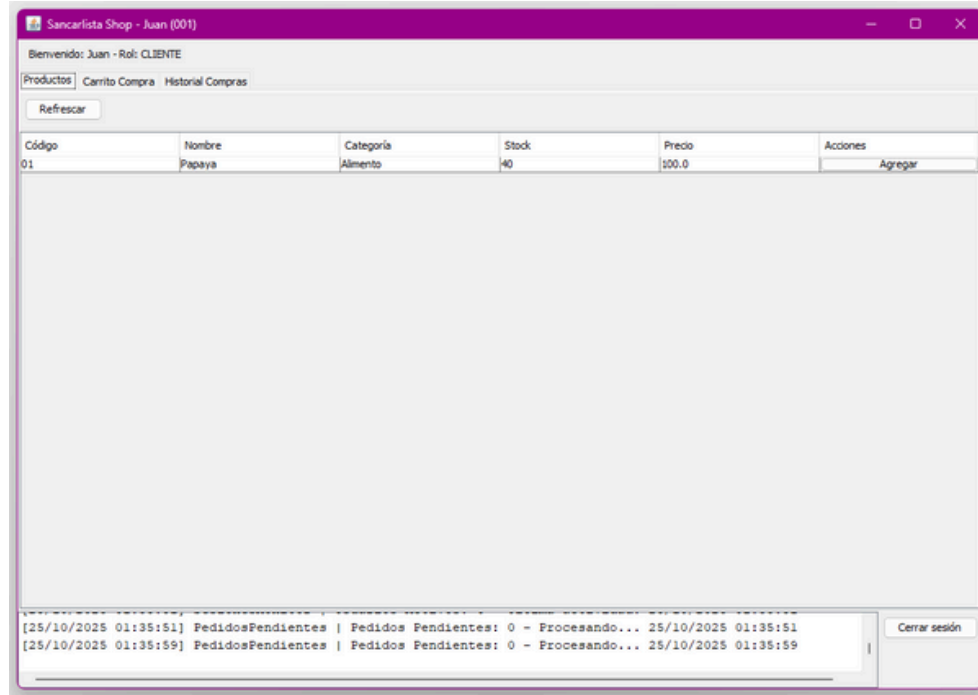 Sancarlista Shop - Juan (001)
Bienvenido: Juan - Rol: CLIENTE
Productos Carrito Compra Historial Compras
Refrescar
Código Nombre Categoría Stock Precio Acciones
01 Papaya Alimento 40 100.0 Agregar
[25/10/2025 01:35:51] PedidosPendientes | Pedidos Pendientes: 0 - Procesando... 25/10/2025 01:35:51
[25/10/2025 01:35:59] PedidosPendientes | Pedidos Pendientes: 0 - Procesando... 25/10/2025 01:35:59
Cerrar sesión